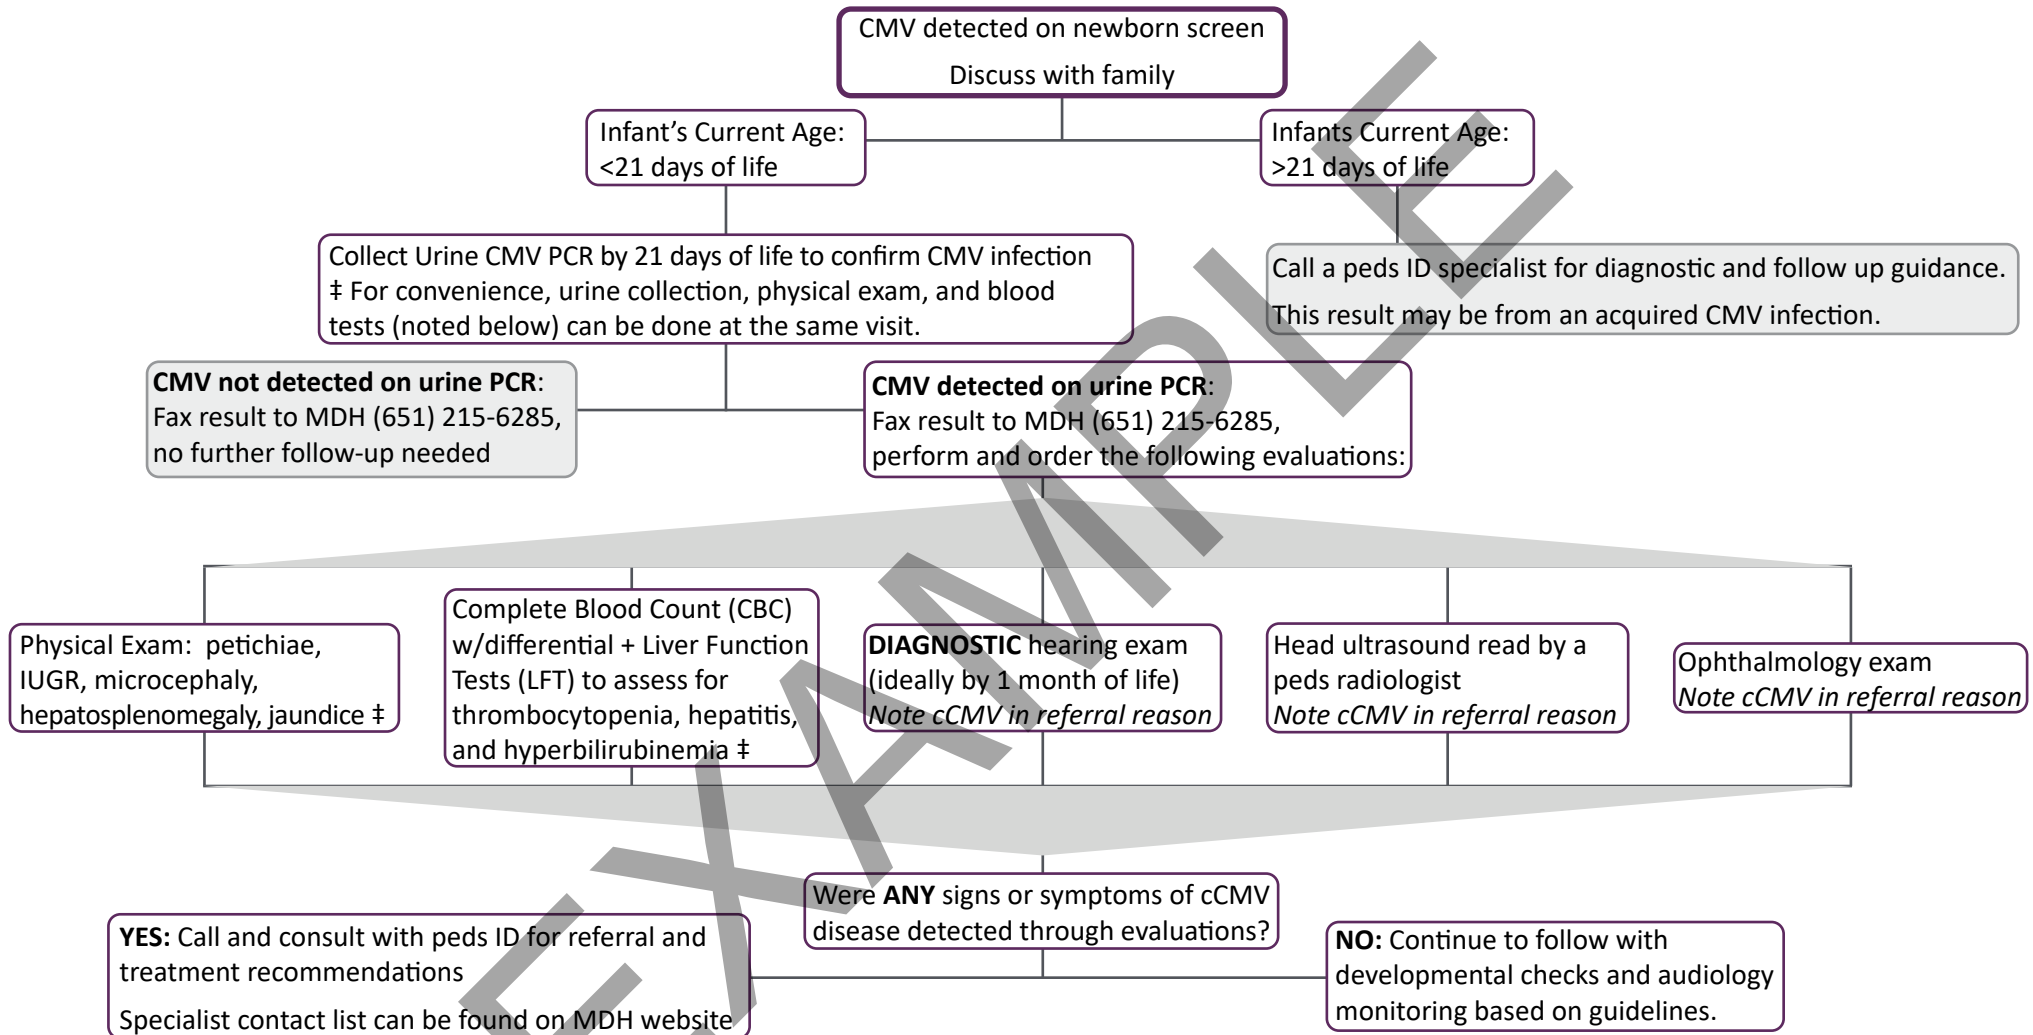 CMV detected on newborn screen
Discuss with family
Infant's Current Age:
<21 days of life
Infants Current Age:
>21 days of life
Collect Urine CMV PCR by 21 days of life to confirm CMV infection
‡ For convenience, urine collection, physical exam, and blood
tests (noted below) can be done at the same visit.
Call a peds ID specialist for diagnostic and follow up guidance.
This result may be from an acquired CMV infection.
CMV not detected on urine PCR:
Fax result to MDH (651) 215-6285,
no further follow-up needed
CMV detected on urine PCR:
Fax result to MDH (651) 215-6285,
perform and order the following evaluations:
Physical Exam:  petichiae,
IUGR, microcephaly,
hepatosplenomegaly, jaundice ‡
Complete Blood Count (CBC)
w/differential + Liver Function
Tests (LFT) to assess for
thrombocytopenia, hepatitis,
and hyperbilirubinemia ‡
DIAGNOSTIC hearing exam
(ideally by 1 month of life)
Note cCMV in referral reason
Head ultrasound read by a
peds radiologist
Note cCMV in referral reason
Ophthalmology exam
Note cCMV in referral reason
Were ANY signs or symptoms of cCMV
disease detected through evaluations?
YES: Call and consult with peds ID for referral and
treatment recommendations
Specialist contact list can be found on MDH website
NO: Continue to follow with
developmental checks and audiology
monitoring based on guidelines.
EXAMPLE